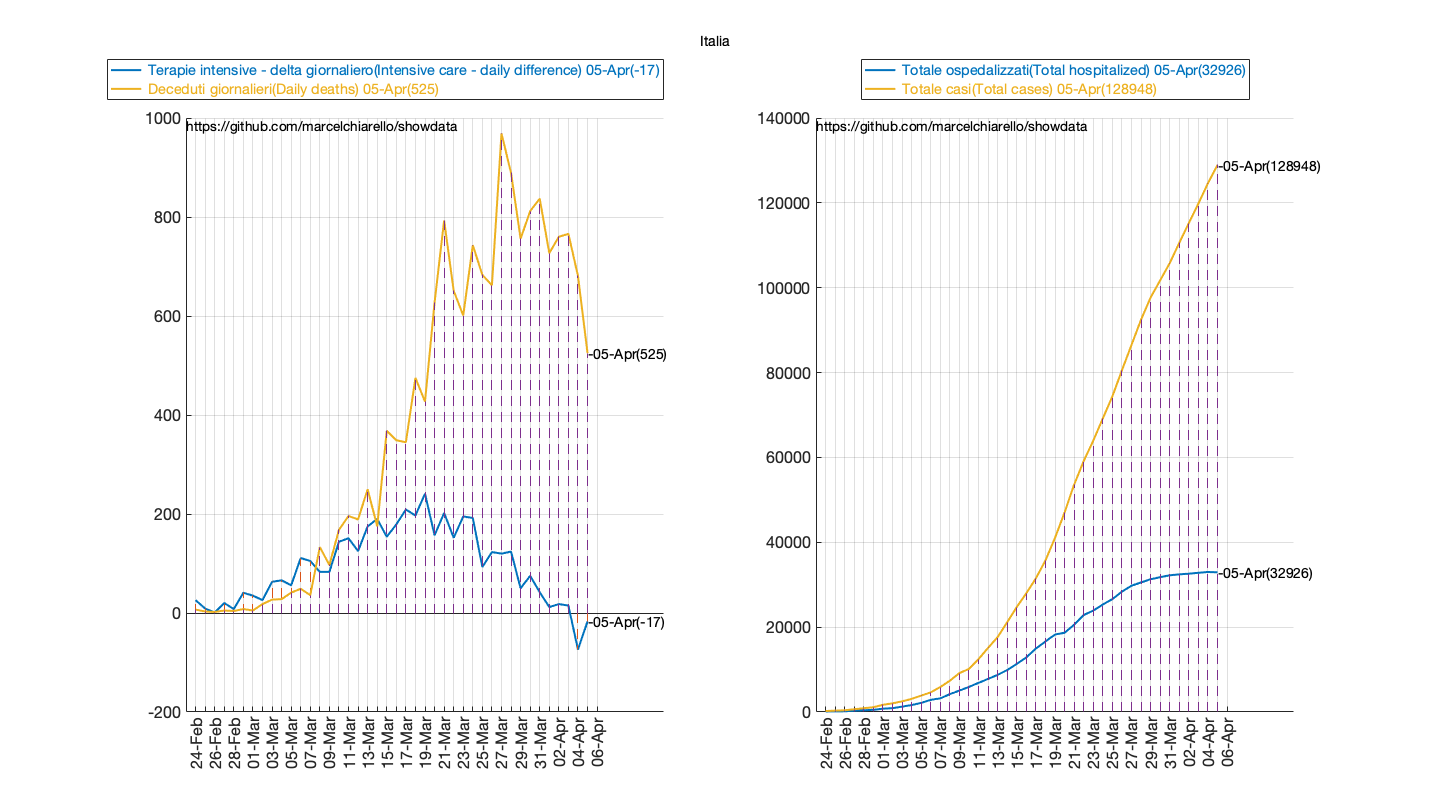 Italia
Terapie intensive - delta giornaliero(Intensive care - daily difference) 05-Apr(-17)
Deceduti giornalieri(Daily deaths) 05-Apr(525)
https://github.com/marcelchiarello/showdata
1000
800
600
400
200
0
-200
-05-Apr(525)
-05-Apr(-17)
24-Feb
26-Feb
28-Feb
01-Mar
03-Mar
05-Mar
07-Mar
09-Mar
11-Mar
13-Mar
15-Mar
17-Mar
19-Mar
21-Mar
23-Mar
25-Mar
27-Mar
29-Mar
31-Mar
02-Apr
04-Apr
06-Apr
Totale ospedalizzati(Total hospitalized) 05-Apr(32926)
Totale casi(Total cases) 05-Apr(128948)
https://github.com/marcelchiarello/showdata
140000
120000
100000
80000
60000
40000
20000
0
-05-Apr(128948)
-05-Apr(32926)
24-Feb
26-Feb
28-Feb
01-Mar
03-Mar
05-Mar
07-Mar
09-Mar
11-Mar
13-Mar
15-Mar
17-Mar
19-Mar
21-Mar
23-Mar
25-Mar
27-Mar
29-Mar
31-Mar
02-Apr
04-Apr
06-Apr